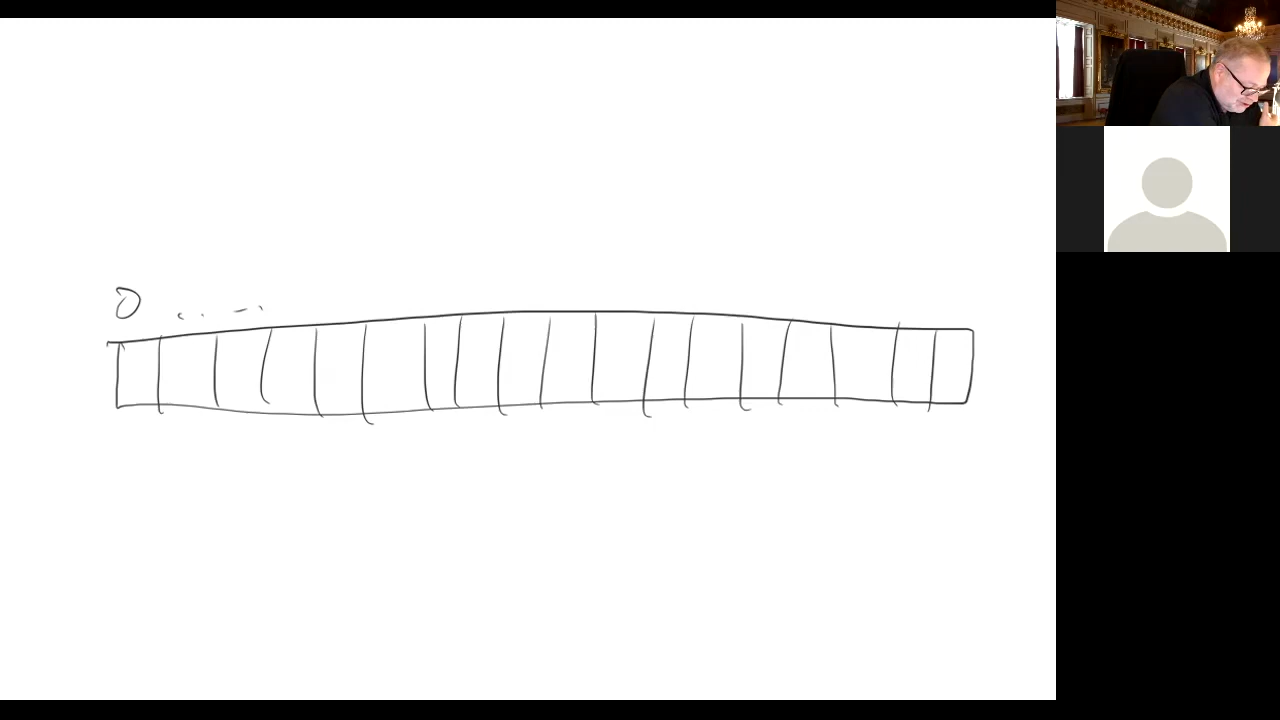 0 . . - .